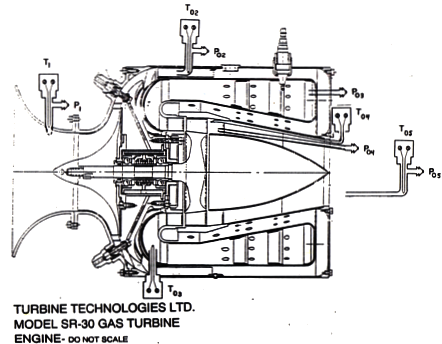 T02
T1
P02
P1
P03
T04
T05
P04
P05
T03
TURBINE TECHNOLOGIES LTD.
MODEL SR-30 GAS TURBINE
ENGINE- DO NOT SCALE